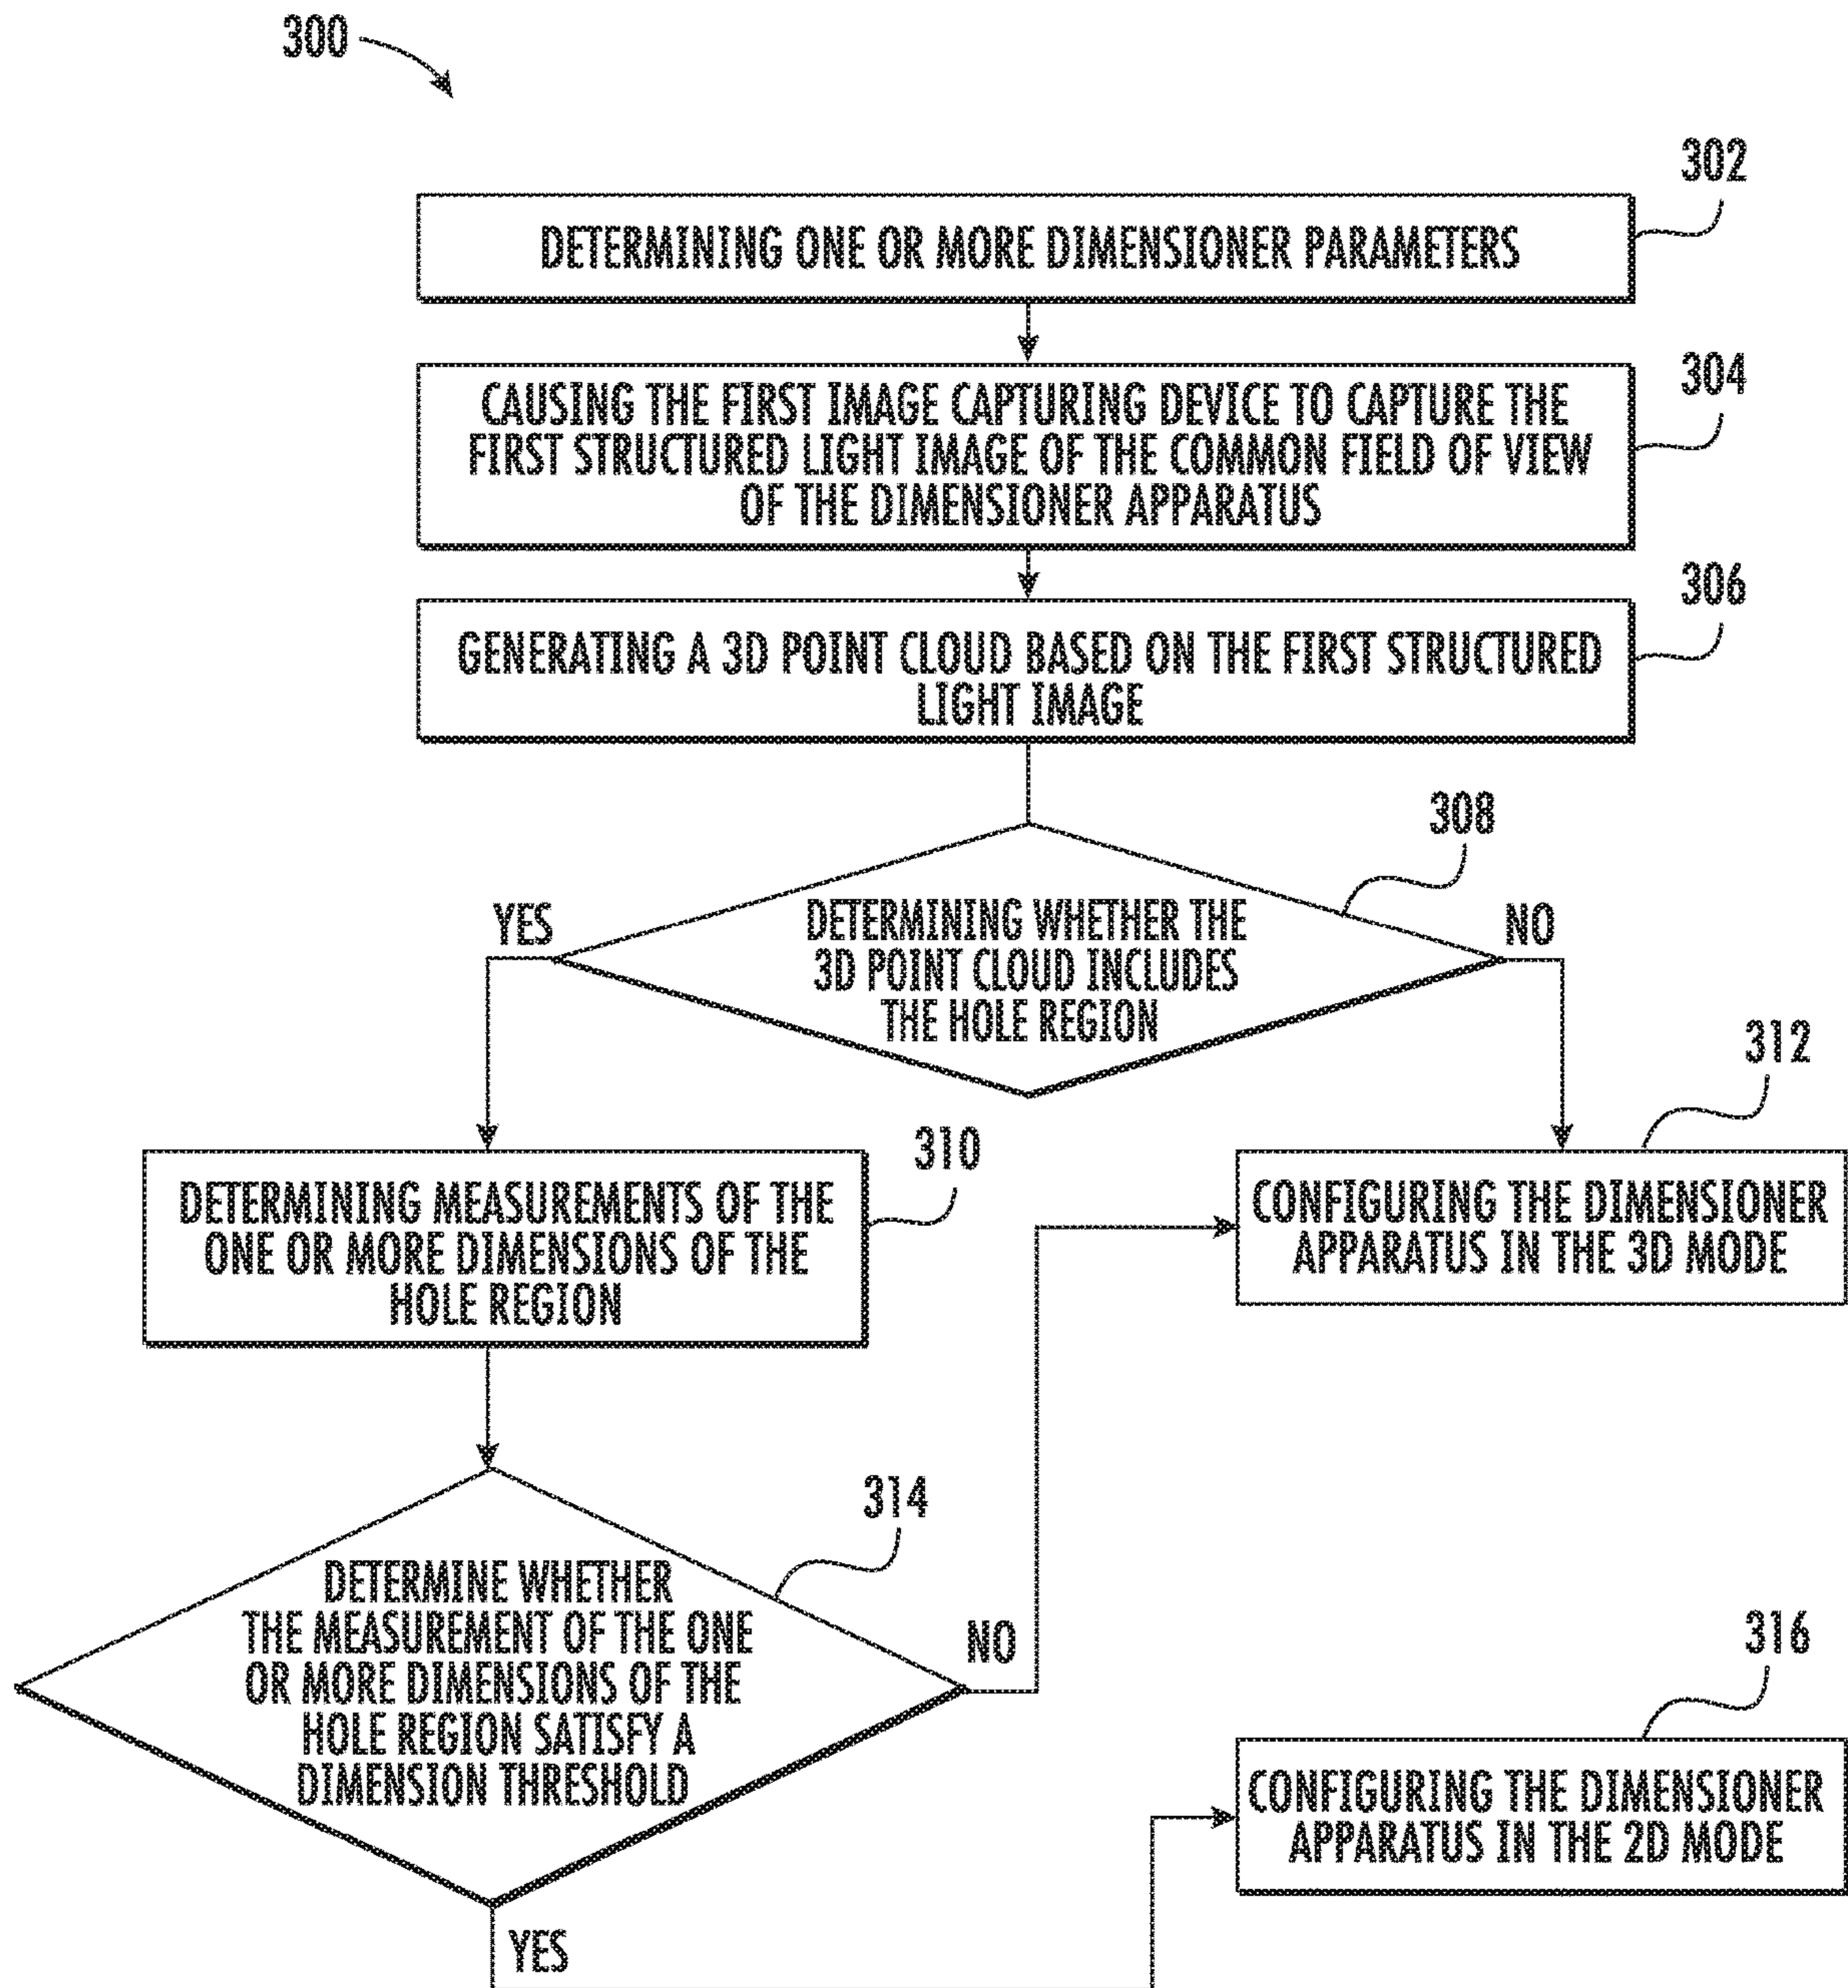 300
302
DETERMINING ONE OR MORE DIMENSIONER PARAMETERS
304
CAUSING THE FIRST IMAGE CAPTURING DEVICE TO CAPTURE THE
FIRST STRUCTURED LIGHT IMAGE OF THE COMMON FIELD OF VIEW
OF THE DIMENSIONER APPARATUS
306
GENERATING A 3D POINT CLOUD BASED ON THE FIRST STRUCTURED
LIGHT IMAGE
308
YES
NO
DETERMINING WHETHER THE
3D POINT CLOUD INCLUDES
THE HOLE REGION
312
310
DETERMINING MEASUREMENTS OF THE
ONE OR MORE DIMENSIONS OF THE
HOLE REGION
CONFIGURING THE DIMENSIONER
APPARATUS IN THE 3D MODE
314
DETERMINE WHETHER
THE MEASUREMENT OF THE ONE
OR MORE DIMENSIONS OF THE
HOLE REGION SATISFY A
DIMENSION THRESHOLD
NO
316
CONFIGURING THE DIMENSIONER
APPARATUS IN THE 2D MODE
YES